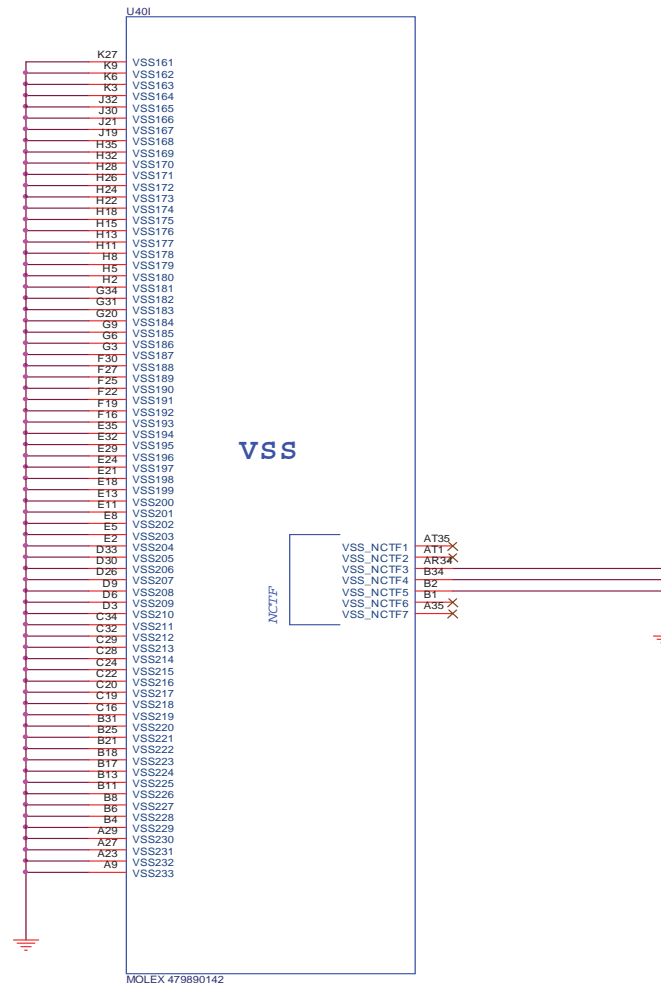 U40I
K27 VSS161
K9 VSS162
K6 VSS163
K3 VSS164
J32 VSS165
J30 VSS166
J21 VSS167
J19 VSS168
H35 VSS169
H32 VSS170
H28 VSS171
H26 VSS172
H24 VSS173
H22 VSS174
H18 VSS175
H15 VSS176
H13 VSS177
H11 VSS178
H8 VSS179
H5 VSS180
H2 VSS181
G34 VSS182
G31 VSS183
G20 VSS184
G9 VSS185
G6 VSS186
G3 VSS187
F30 VSS188
F27 VSS189
F25 VSS190
F22 VSS191
F19 VSS192
F16 VSS193
E35 VSS194
E32 VSS195
E29 VSS196
E24 VSS197
E21 VSS198
E18 VSS199
E13 VSS200
E11 VSS201
E8 VSS202
E5 VSS203
E2 VSS204
D33 VSS205
D30 VSS206
D26 VSS207
D9 VSS208
D6 VSS209
D3 VSS210
C34 VSS211
C32 VSS212
C29 VSS213
C28 VSS214
C24 VSS215
C22 VSS216
C20 VSS217
C19 VSS218
C16 VSS219
B31 VSS220
B25 VSS221
B21 VSS222
B18 VSS223
B17 VSS224
B13 VSS225
B11 VSS226
B8 VSS227
B6 VSS228
B4 VSS229
A29 VSS230
A27 VSS231
A23 VSS232
A9 VSS233
VSS
NCTF
VSS_NCTF1 AT35
VSS_NCTF2 AT1
VSS_NCTF3 AR34
VSS_NCTF4 B34
VSS_NCTF5 B2
VSS_NCTF6 B1
VSS_NCTF7 A35
MOLEX 479890142